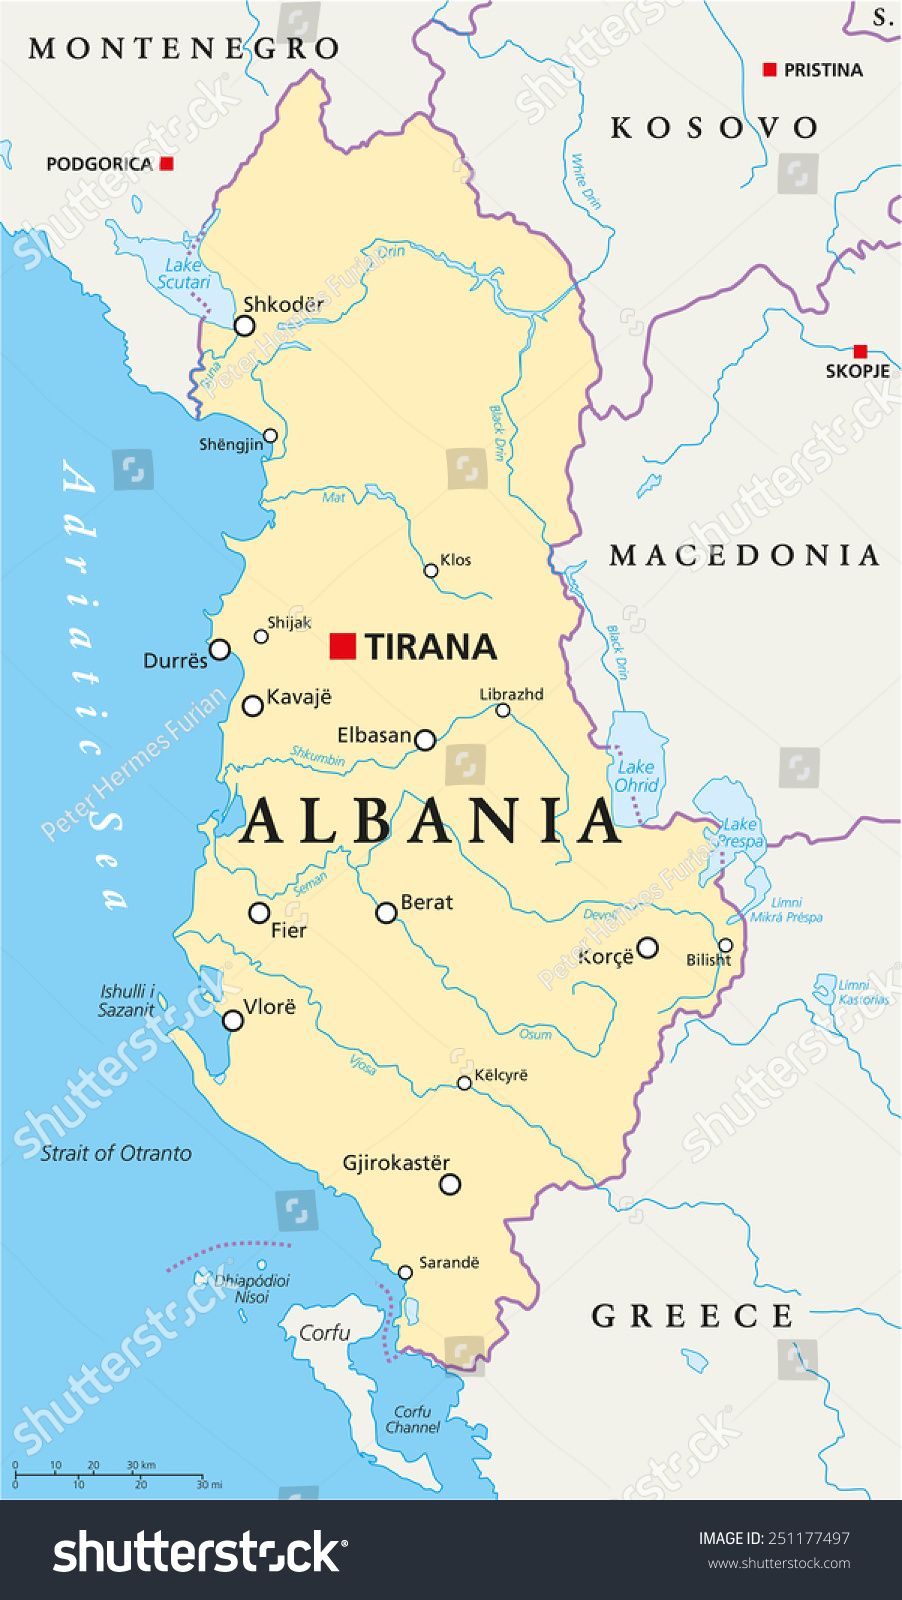 MONTENEGRO
S.
PRISTINA
KOSOVO
PODGORICA
White Drin
Lake
Scutari
Drin
Shkodër
SKOPJE
Buna
Shëngjin
Black Drin
Adriatic Sea
Mat
MACEDONIA
Klos
Shijak
TIRANA
Durrës
Black Drin
Kavajë
Librazhd
Elbasan
Shkumbin
Lake
Ohrid
ALBANIA
Lake
Prespa
Seman
Berat
Devoll
Limni
Mikrá Préspa
Fier
Korçë
Bilisht
Ishulli i
Sazanit
Vlorë
Limni
Kastorias
Osum
Vjosa
Këlcyrë
Strait of Otranto
Gjirokastër
Sarandë
Dhiapódioi
Nisoi
Corfu
GREECE
Corfu
Channel
0 10 20 30 km
0 10 20 30 mi
shutterstock
Peter Hermes Furian
shutterstock
IMAGE ID: 251177497
www.shutterstock.com